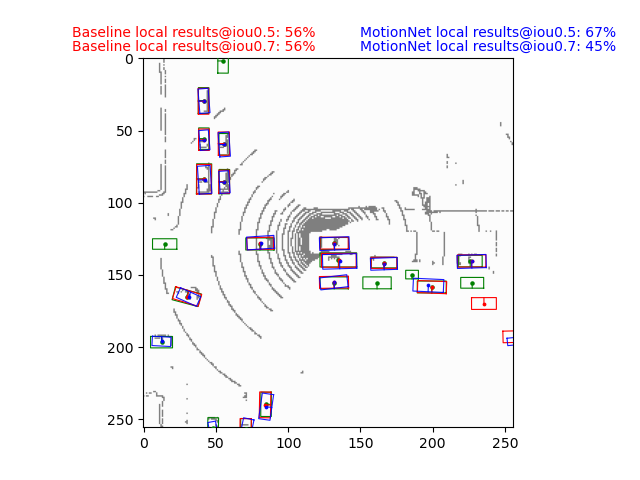 Baseline local results@iou0.5: 56% MotionNet local results@iou0.5: 67%
Baseline local results@iou0.7: 56% MotionNet local results@iou0.7: 45%
0
50
100
150
200
250
0 50 100 150 200 250